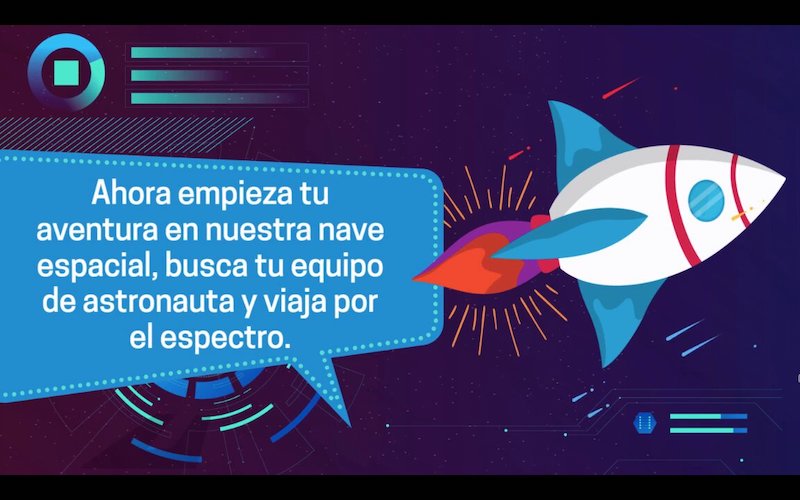 Ahora empieza tu
aventura en nuestra nave
espacial, busca tu equipo
de astronauta y viaja por
el espectro.